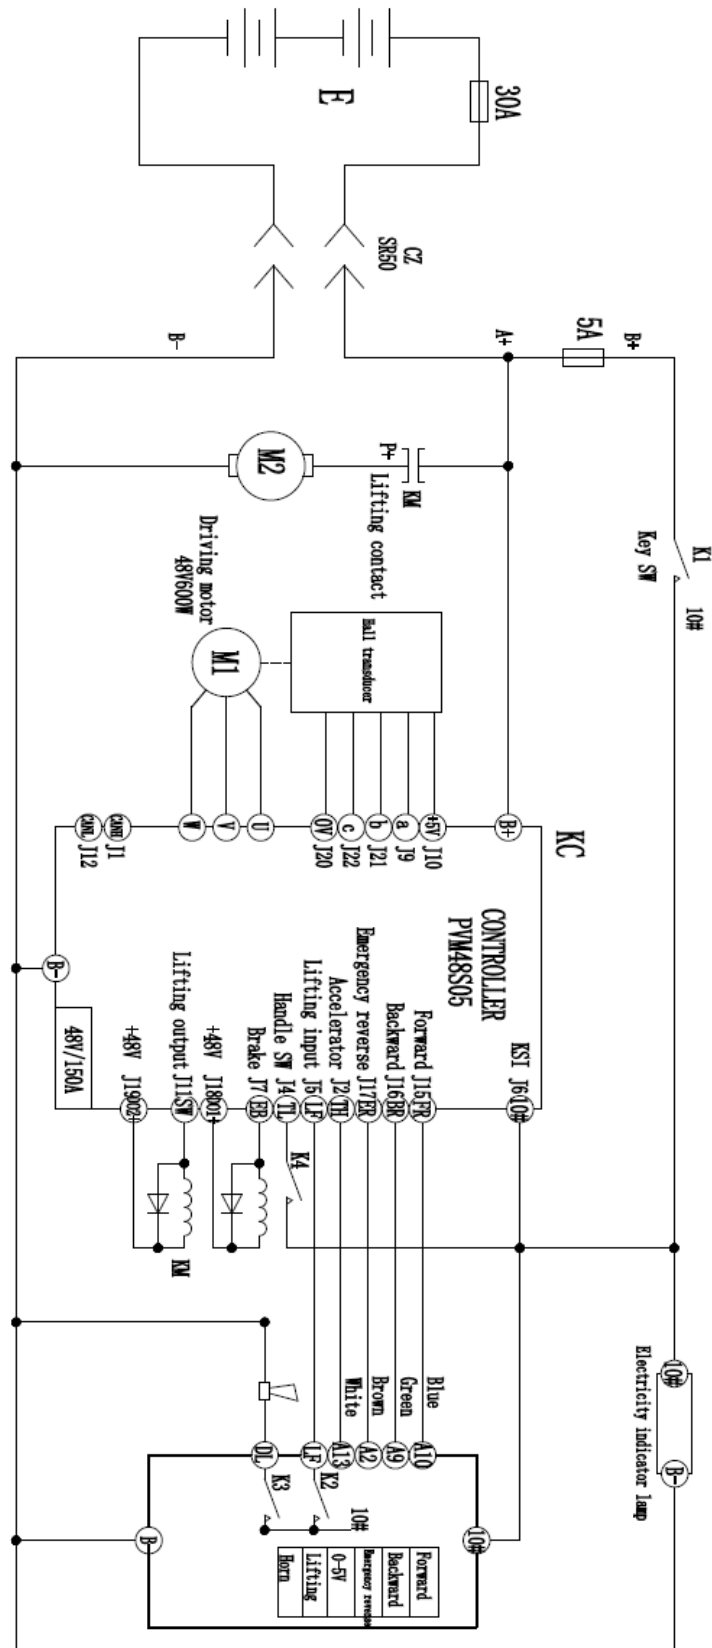 E
30A
CZ
SR50
B-
A+
5A
B+
K1
Key SW
10#
M2
P+
KM
Lifting contact
Driving motor
48V600W
M1
Hall transducer
KC
B+
+5V J10
a J9
b J21
c J22
0V J20
U
V
W
CANH J1
CANL J12
CONTROLLER
PVM48S05
B-
48V/150A
KSI J6 10#
Forward J15 FR
Backward J16 BR
Emergency reverse J17 ER
Accelerator J2 TH
Lifting input J5 LF
Handle SW J4 TL
Brake J7 EB
+48V J18 D01+
Lifting output J11 SW
+48V J19 D02+
K4
KM
Electricity indicator lamp
10#
B-
Blue
Green
Brown
White
A10
A9
A2
A13
LF
DL
K2
K3
10#
10#
B-
Forward
Backward
Emergency reverse
0-5V
Lifting
Horn